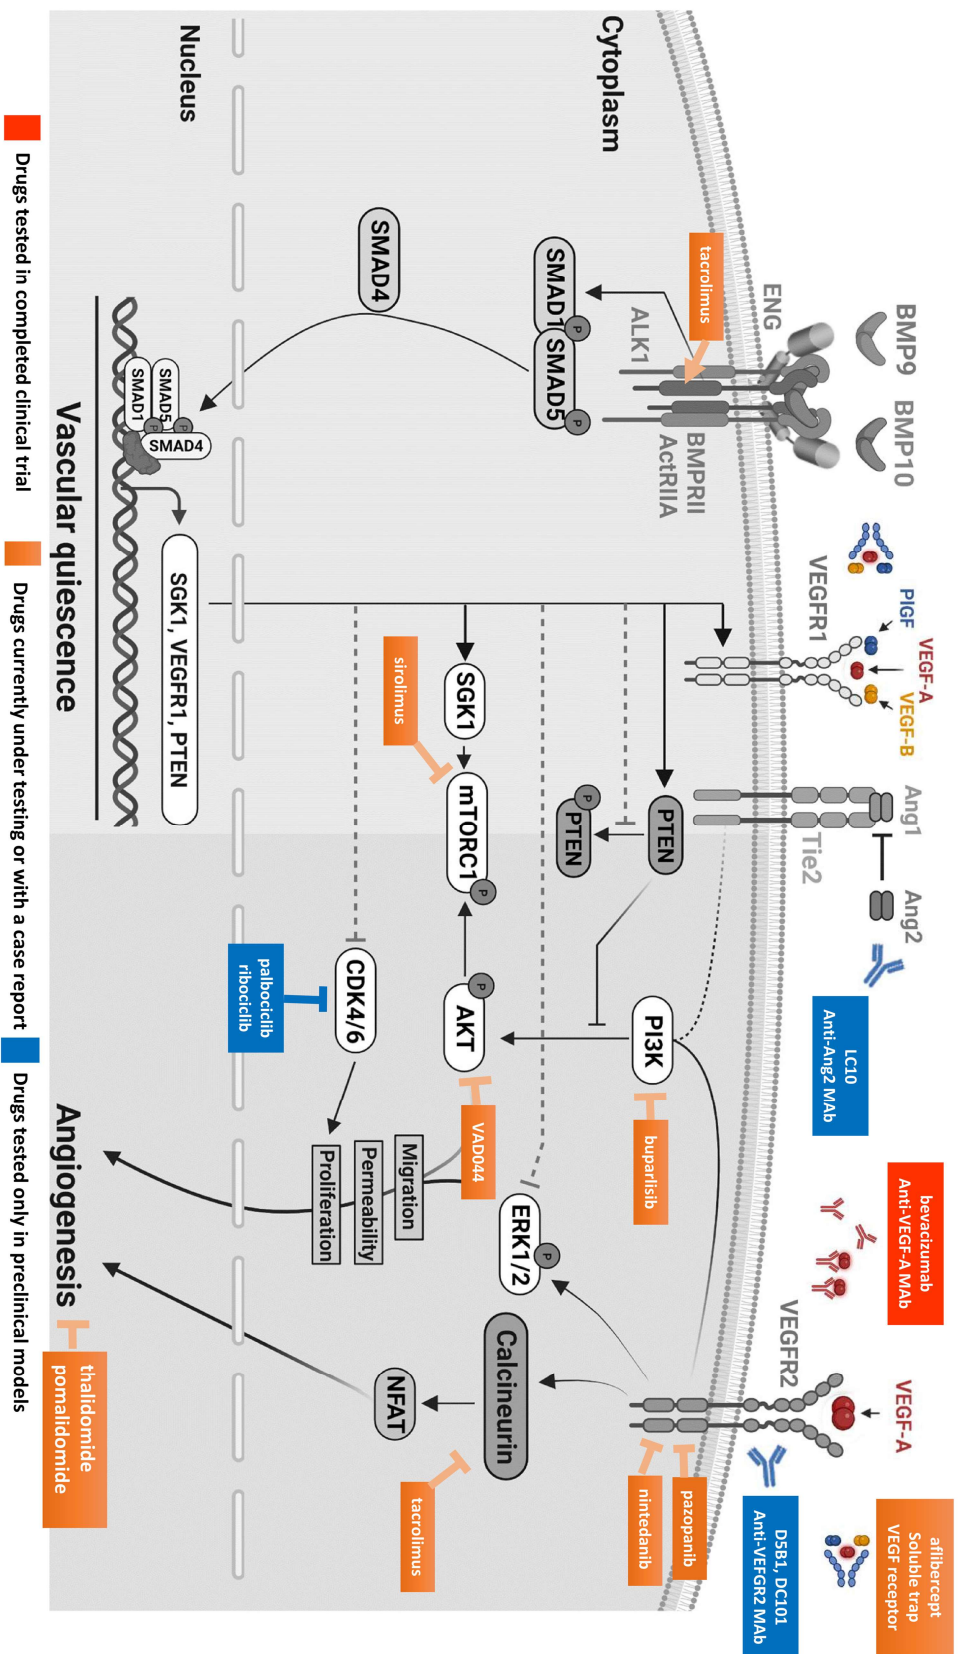 BMP9
BMP10
PlGF
VEGF-A
VEGF-B
Ang1
Ang2
LC10
Anti-Ang2 MAb
bevacizumab
Anti-VEGF-A MAb
VEGF-A
aflibercept
Soluble trap
VEGF receptor
ENG
VEGFR1
Tie2
VEGFR2
D5B1, DC101
Anti-VEFGR2 MAb
tacrolimus
ALK1
BMPRII
ActRIIA
Cytoplasm
SMAD1
P
SMAD5
P
PTEN
P
PTEN
PI3K
buparlisib
pazopanib
nintedanib
SMAD4
sirolimus
SGK1
mTORC1
P
P
AKT
VAD044
ERK1/2
P
Calcineurin
tacrolimus
NFAT
CDK4/6
palbociclib
ribociclib
Migration
Permeability
Proliferation
Nucleus
SMAD5
SMAD1
P
P
SMAD4
SGK1, VEGFR1, PTEN
Vascular quiescence
Angiogenesis
thalidomide
pomalidomide
Drugs tested in completed clinical trial
Drugs currently under testing or with a case report
Drugs tested only in preclinical models